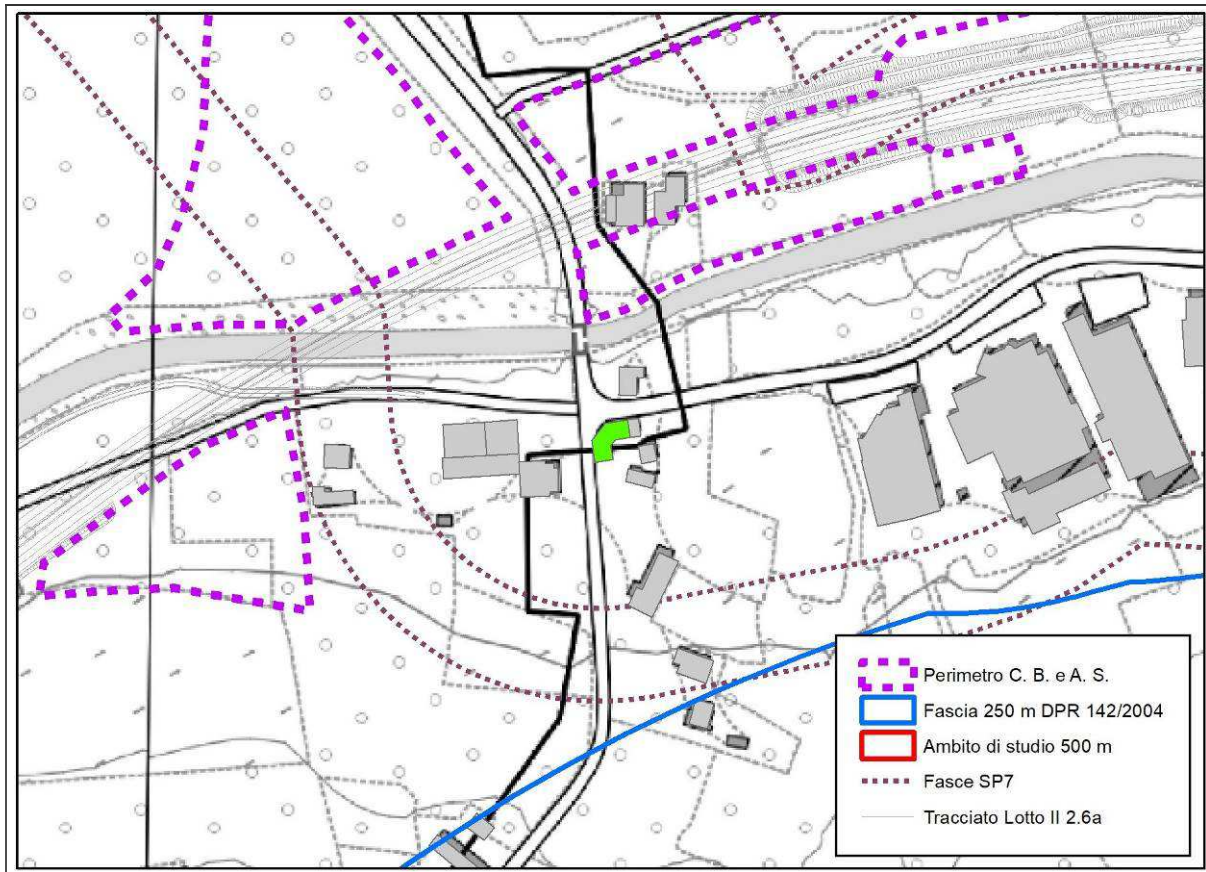 Perimetro C. B. e A. S.
Fascia 250 m DPR 142/2004
Ambito di studio 500 m
Fasce SP7
Tracciato Lotto II 2.6a